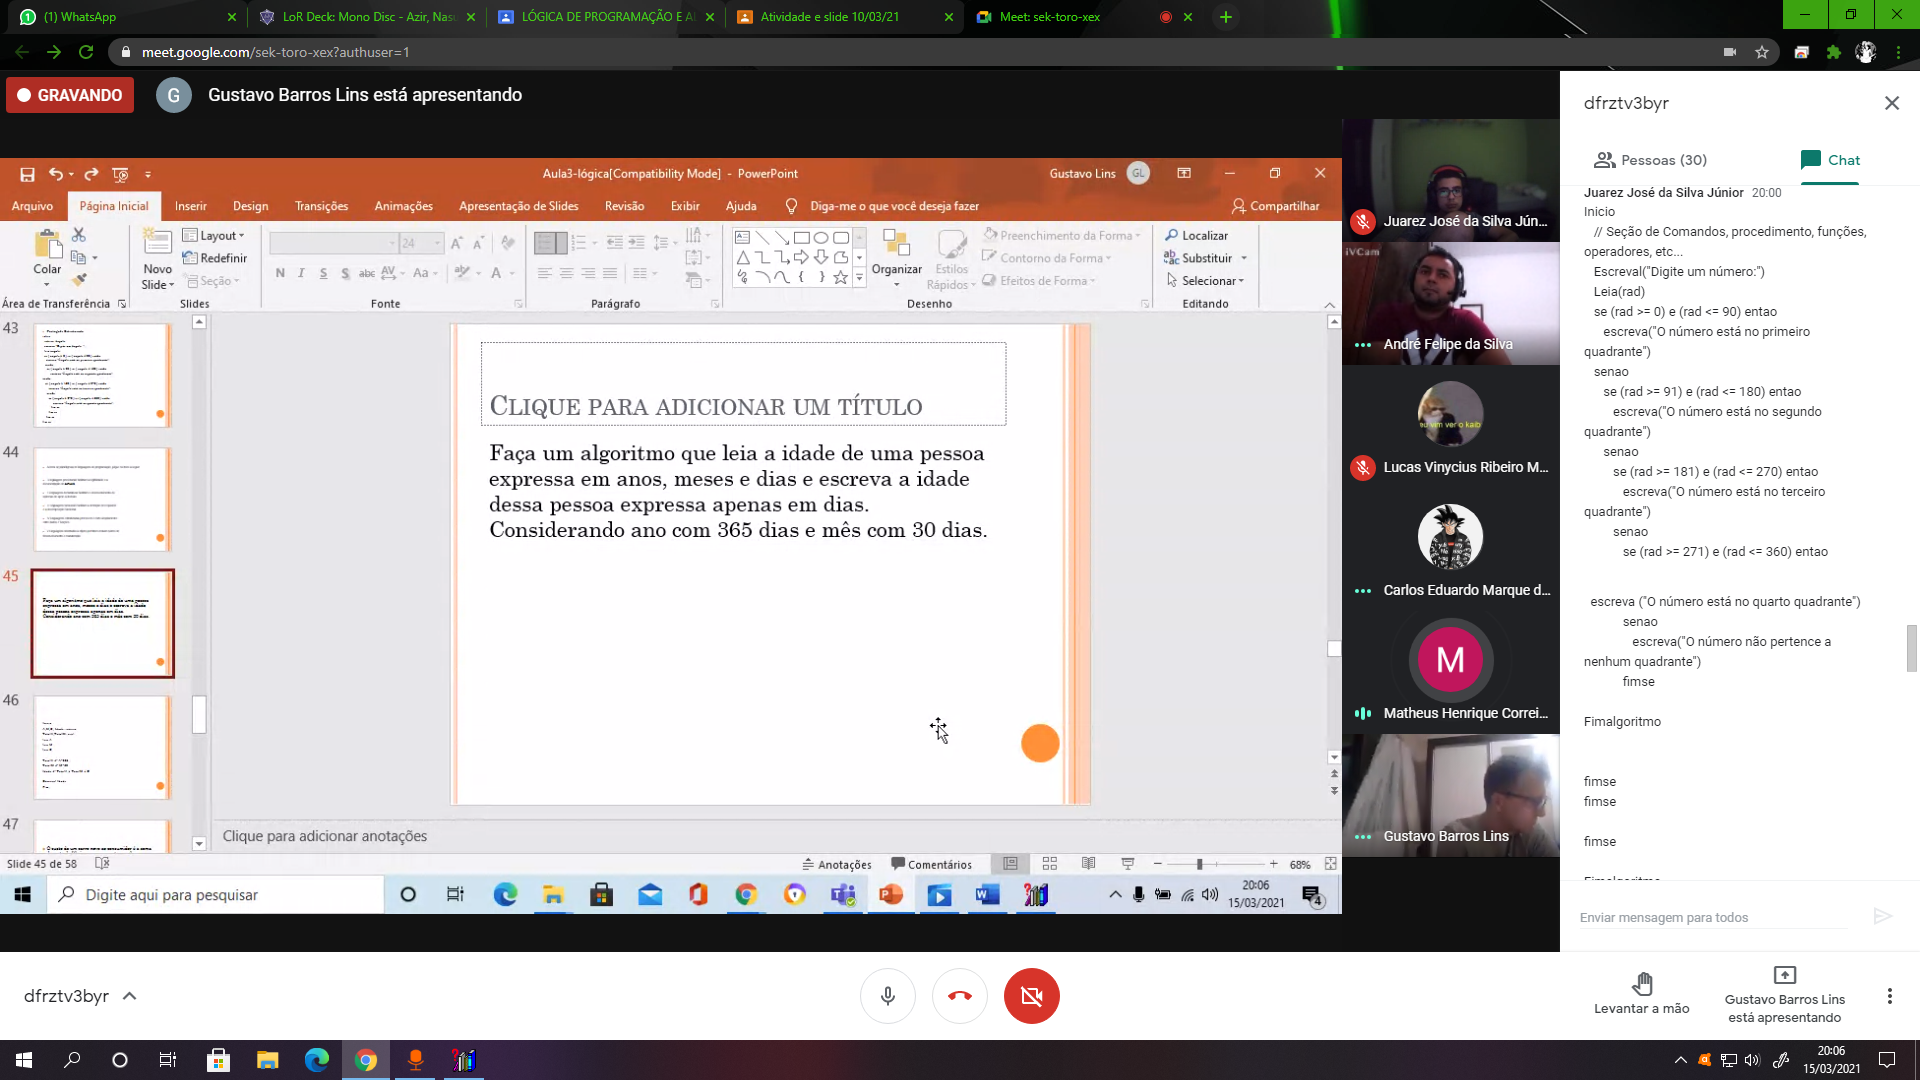 (1) WhatsApp
LoR Deck: Mono Disc - Azir, Nasu
LÓGICA DE PROGRAMAÇÃO E A
Atividade e slide 10/03/21
Meet: sek-toro-xex
meet.google.com/sek-toro-xex?authuser=1
GRAVANDO
G
Gustavo Barros Lins está apresentando
Aula3-lógica[Compatibility Mode] - PowerPoint
Gustavo Lins
GL
Arquivo
Página Inicial
Inserir
Design
Transições
Animações
Apresentação de Slides
Revisão
Exibir
Ajuda
Diga-me o que você deseja fazer
Compartilhar
Colar
Novo
Slide
Layout
Redefinir
Seção
24
N I S S abc AV Aa
Organizar
Estilos
Rápidos
Preenchimento da Forma
Contorno da Forma
Efeitos de Forma
Localizar
Substituir
Selecionar
Área de Transferência
Slides
Fonte
Parágrafo
Desenho
Editando
43
44
45
46
47
Clique para adicionar um título
Faça um algoritmo que leia a idade de uma pessoa
expressa em anos, meses e dias e escreva a idade
dessa pessoa expressa apenas em dias.
Considerando ano com 365 dias e mês com 30 dias.
Clique para adicionar anotações
Slide 45 de 58
Anotações
Comentários
68%
Digite aqui para pesquisar
20:06
15/03/2021
4
Juarez José da Silva Jún...
iVCam
André Felipe da Silva
eu vim ver o kaib
Lucas Vinycius Ribeiro M...
Carlos Eduardo Marque d...
M
Matheus Henrique Correi...
Gustavo Barros Lins
dfrztv3byr
Pessoas (30)
Chat
Juarez José da Silva Júnior 20:00
Inicio
// Seção de Comandos, procedimento, funções,
operadores, etc...
Escreval("Digite um número:")
Leia(rad)
se (rad >= 0) e (rad <= 90) entao
escreva("O número está no primeiro
quadrante")
senao
se (rad >= 91) e (rad <= 180) entao
escreva("O número está no segundo
quadrante")
senao
se (rad >= 181) e (rad <= 270) entao
escreva("O número está no terceiro
quadrante")
senao
se (rad >= 271) e (rad <= 360) entao
escreva ("O número está no quarto quadrante")
senao
escreva("O número não pertence a
nenhum quadrante")
fimse
Fimalgoritmo
fimse
fimse
fimse
Fimalgoritmo
Enviar mensagem para todos
dfrztv3byr
Levantar a mão
Gustavo Barros Lins
está apresentando
20:06
15/03/2021